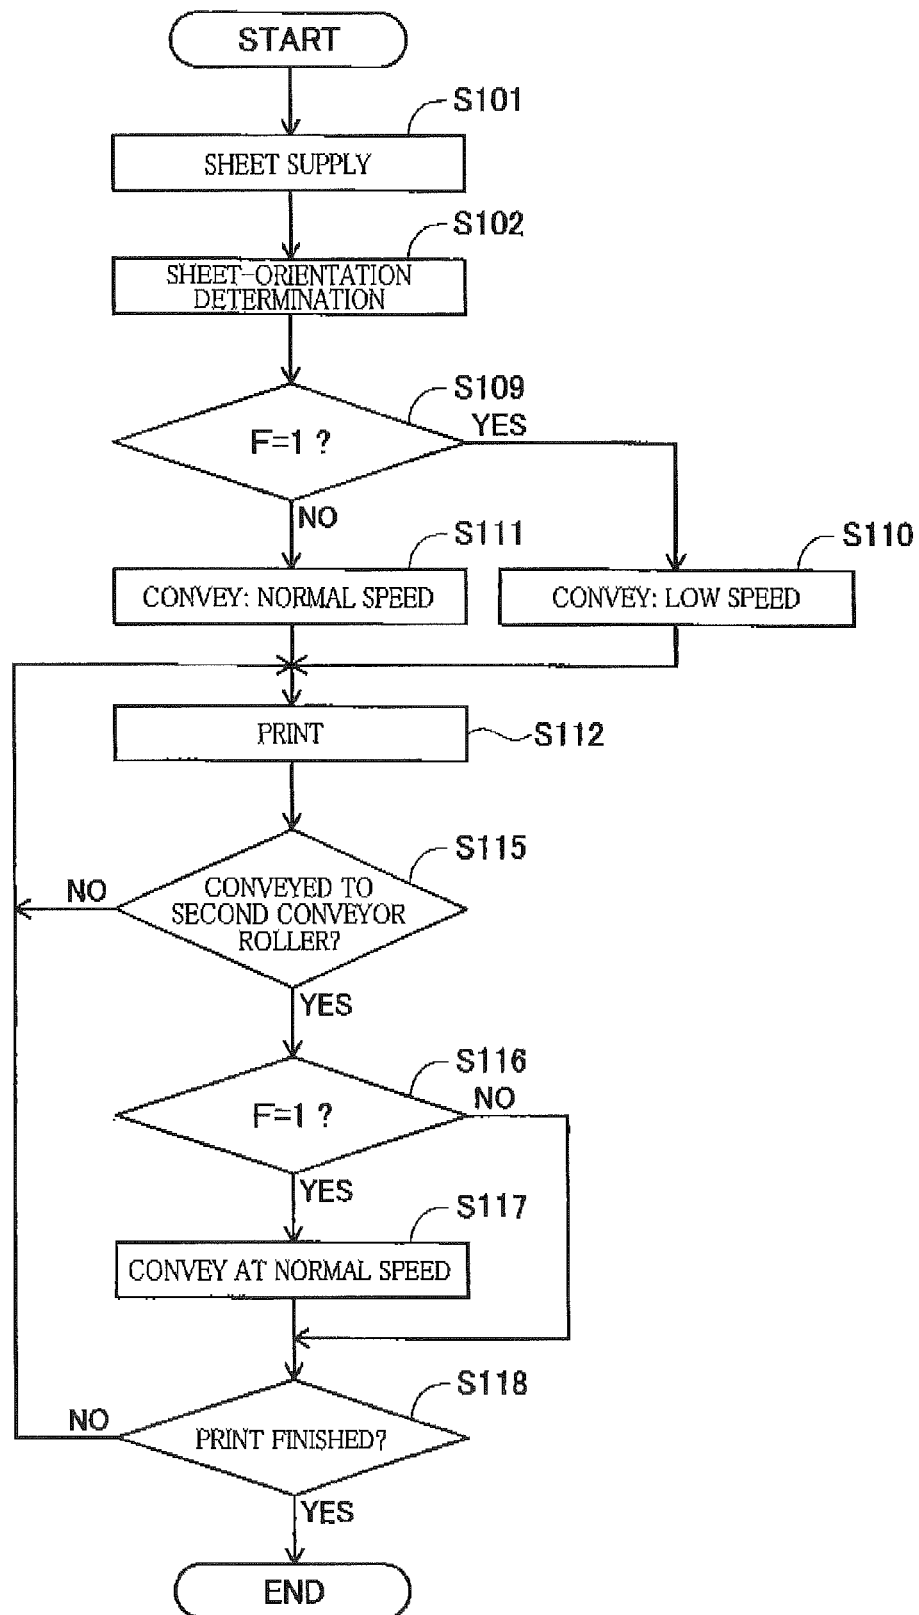 START
S101
SHEET SUPPLY
S102
SHEET-ORIENTATION
DETERMINATION
S109
F=1 ?
YES
NO
S111
S110
CONVEY: NORMAL SPEED
CONVEY: LOW SPEED
PRINT
S112
S115
CONVEYED TO
SECOND CONVEYOR
ROLLER?
NO
YES
S116
F=1 ?
NO
YES
S117
CONVEY AT NORMAL SPEED
S118
PRINT FINISHED?
NO
YES
END